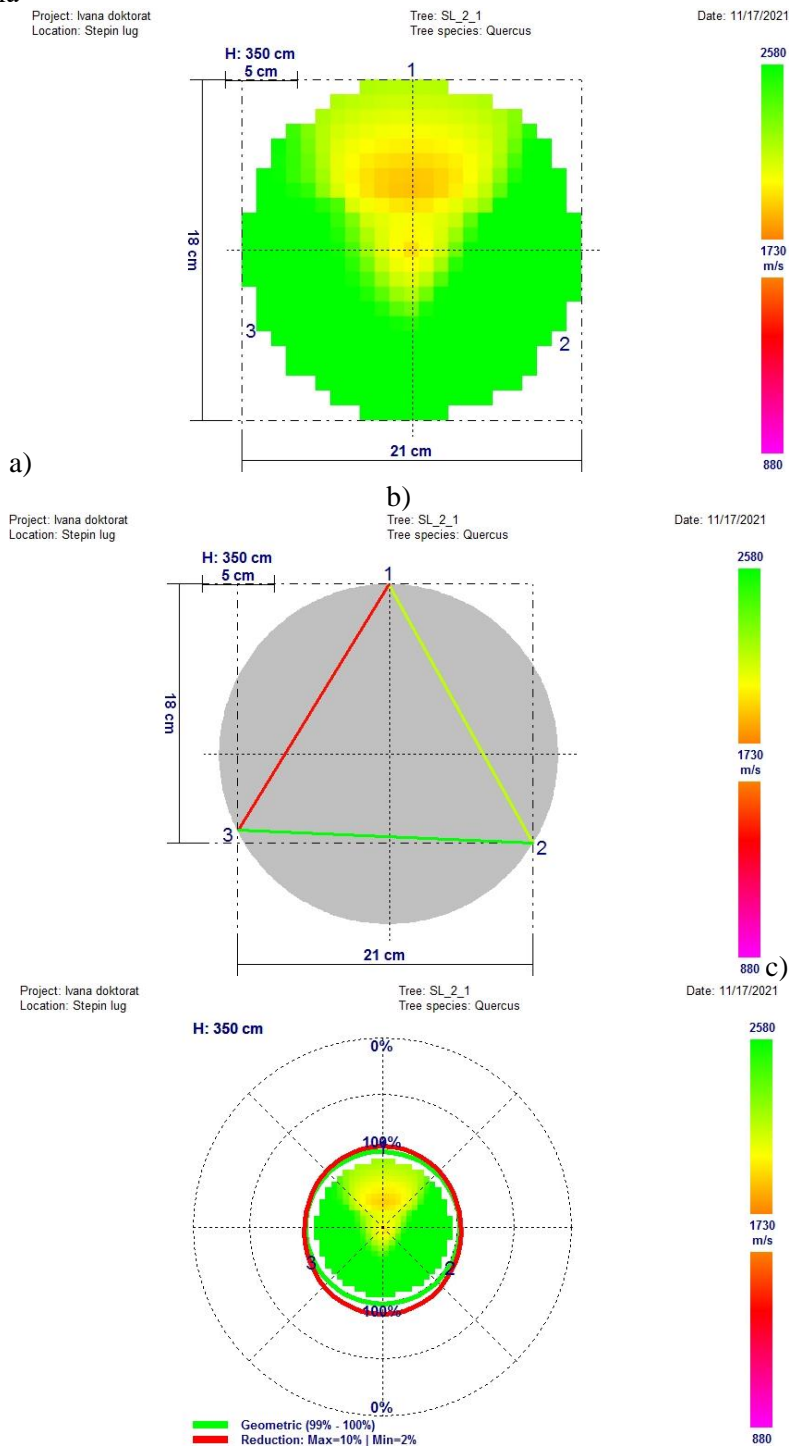 na
Project: Ivana doktorat Tree: SL_2_1 Date: 11/17/2021
Location: Stepin lug Tree species: Quercus
H: 350 cm
5 cm
1
2580
18 cm
1730
m/s
3
2
21 cm
880
a)
b)
Project: Ivana doktorat Tree: SL_2_1 Date: 11/17/2021
Location: Stepin lug Tree species: Quercus
H: 350 cm
5 cm
1
2580
18 cm
1730
m/s
3
2
21 cm
880
c)
Project: Ivana doktorat Tree: SL_2_1 Date: 11/17/2021
Location: Stepin lug Tree species: Quercus
H: 350 cm
2580
0%
100%
1730
m/s
3
2
100%
0%
Geometric (99% - 100%)
Reduction: Max=10% | Min=2%
880